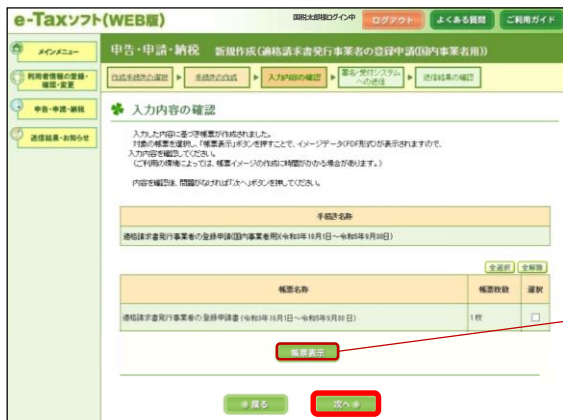 e-Taxソフト(WEB版)
国税太郎様ログイン中
ログアウト
よくある質問
ご利用ガイド
メインメニュー
利用者情報の登録・
確認・変更
申告・申請・納税
送信結果・お知らせ
申告・申請・納税 新規作成(適格請求書発行事業者の登録申請(国内事業者用))
作成手続きの選択
手続きの作成
入力内容の確認
署名・受付システム
への送信
送信結果の確認
入力内容の確認
入力した内容に基づき帳票が作成されました。
対象の帳票を選択し、「帳票表示」ボタンを押すことで、イメージデータ(PDF形式)が表示されますので、
入力内容を確認してください。
(ご利用の環境によっては、帳票イメージの作成に時間がかかる場合があります。)
内容を確認後、問題がなければ「次へ」ボタンを押してください。
手続き名称
適格請求書発行事業者の登録申請(国内事業者用)(令和3年10月1日～令和5年9月30日)
全選択 全解除
帳票名称 帳票枚数 選択
適格請求書発行事業者の登録申請書(令和3年10月1日～令和5年9月30日) 1枚
帳票表示
戻る
次へ